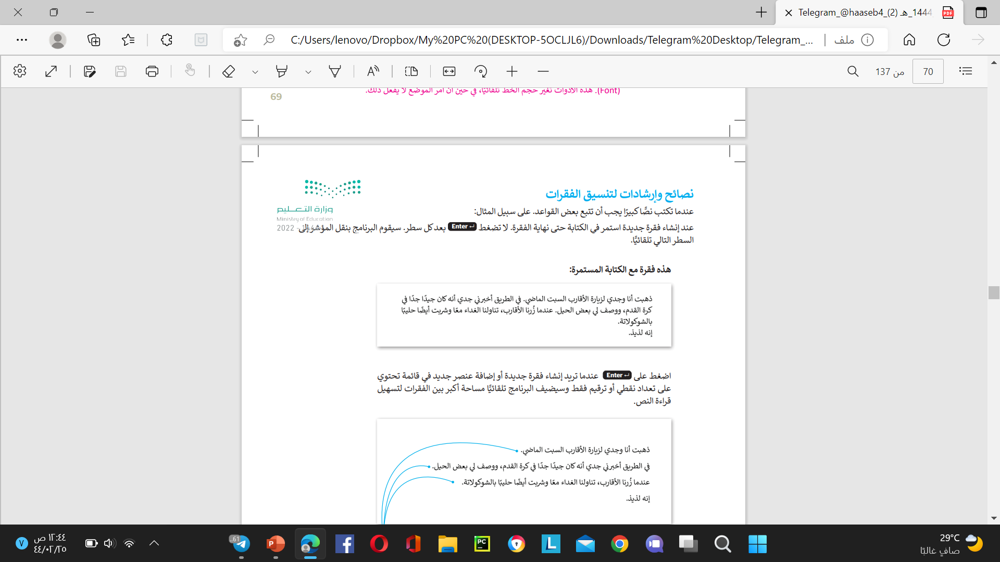 Telegram_@haaseb4_(2) _1444_هـ
C:/Users/lenovo/Dropbox/My%20PC%20(DESKTOP-5OCLJL6)/Downloads/Telegram%20Desktop/Telegram_...
ملف
70
من 137
(Font). هذه الأدوات تغير حجم الخط تلقائيًا، في حين أن أمر الموضع لا يفعل ذلك.
69
نصائح وإرشادات لتنسيق الفقرات
وزارة التعليم
Ministry of Education
2022 - 1444
عندما تكتب نصًّا كبيرًا يجب أن تتبع بعض القواعد. على سبيل المثال:
عند إنشاء فقرة جديدة استمر في الكتابة حتى نهاية الفقرة. لا تضغط Enter ↵ بعد كل سطر. سيقوم البرنامج بنقل المؤشر إلى
السطر التالي تلقائيًّا.
هذه فقرة مع الكتابة المستمرة:
ذهبت أنا وجدي لزيارة الأقارب السبت الماضي. في الطريق أخبرني جدي أنه كان جيدًا جدًا في
كرة القدم، ووصف لي بعض الحيل. عندما زُرنا الأقارب، تناولنا الغداء معًا وشربت أيضًا حليبًا
بالشوكولاتة.
إنه لذيذ.
اضغط على Enter ↵ عندما تريد إنشاء فقرة جديدة أو إضافة عنصر جديد في قائمة تحتوي
على تعداد نقطي أو ترقيم فقط وسيضيف البرنامج تلقائيًّا مساحة أكبر بين الفقرات لتسهيل
قراءة النص.
ذهبت أنا وجدي لزيارة الأقارب السبت الماضي.
في الطريق أخبرني جدي أنه كان جيدًا جدًا في كرة القدم، ووصف لي بعض الحيل.
عندما زُرنا الأقارب، تناولنا الغداء معًا وشربت أيضًا حليبًا بالشوكولاتة.
إنه لذيذ.
29°C
صافٍ غالبًا
١٢:٤٤ ص
٤٤/٠٢/٢٥